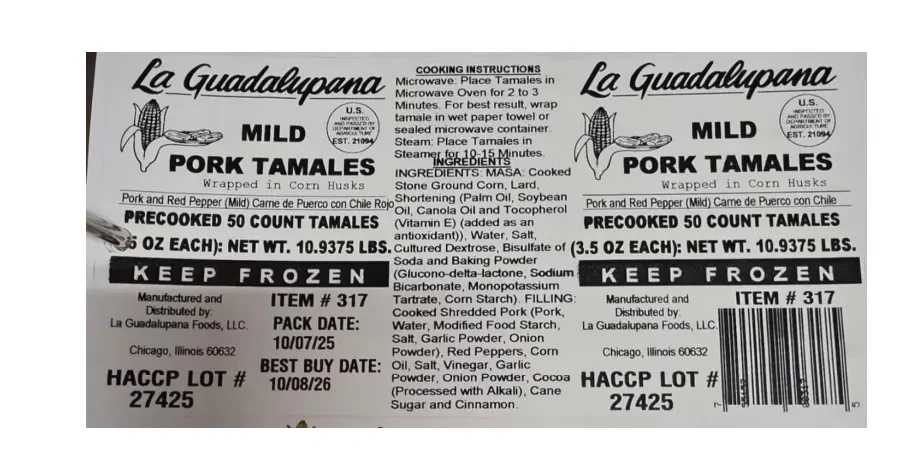 La Guadalupana
U.S.
INSPECTED
AND PASSED BY
DEPARTMENT OF
AGRICULTURE
EST. 21094
MILD
PORK TAMALES
Wrapped in Corn Husks
Pork and Red Pepper (Mild) Carne de Puerco con Chile Rojo
PRECOOKED 50 COUNT TAMALES
5 OZ EACH): NET WT. 10.9375 LBS.
KEEP FROZEN
Manufactured and
Distributed by:
La Guadalupana Foods, LLC.
Chicago, Illinois 60632
HACCP LOT #
27425
ITEM # 317
PACK DATE:
10/07/25
BEST BUY DATE:
10/08/26
COOKING INSTRUCTIONS
Microwave: Place Tamales in
Microwave Oven for 2 to 3
Minutes. For best result, wrap
tamale in wet paper towel or
sealed microwave container.
Steam: Place Tamales in
Steamer for 10-15 Minutes.
INGREDIENTS
INGREDIENTS: MASA: Cooked
Stone Ground Corn, Lard,
Shortening (Palm Oil, Soybean
Oil, Canola Oil and Tocopherol
(Vitamin E) (added as an
antioxidant)), Water, Salt,
Cultured Dextrose, Bisulfate of
Soda and Baking Powder
(Glucono-delta-lactone, Sodium
Bicarbonate, Monopotassium
Tartrate, Corn Starch). FILLING:
Cooked Shredded Pork (Pork,
Water, Modified Food Starch,
Salt, Garlic Powder, Onion
Powder), Red Peppers, Corn
Oil, Salt, Vinegar, Garlic
Powder, Onion Powder, Cocoa
(Processed with Alkali), Cane
Sugar and Cinnamon.
La Guadalupana
U.S.
INSPECTED
AND PASSED BY
DEPARTMENT OF
AGRICULTURE
EST. 21094
MILD
PORK TAMALES
Wrapped in Corn Husks
Pork and Red Pepper (Mild) Carne de Puerco con Chile
PRECOOKED 50 COUNT TAMALES
(3.5 OZ EACH): NET WT. 10.9375 LBS.
KEEP FROZEN
Manufactured and
Distributed by:
La Guadalupana Foods, LLC.
Chicago, Illinois 60632
HACCP LOT #
27425
ITEM # 317